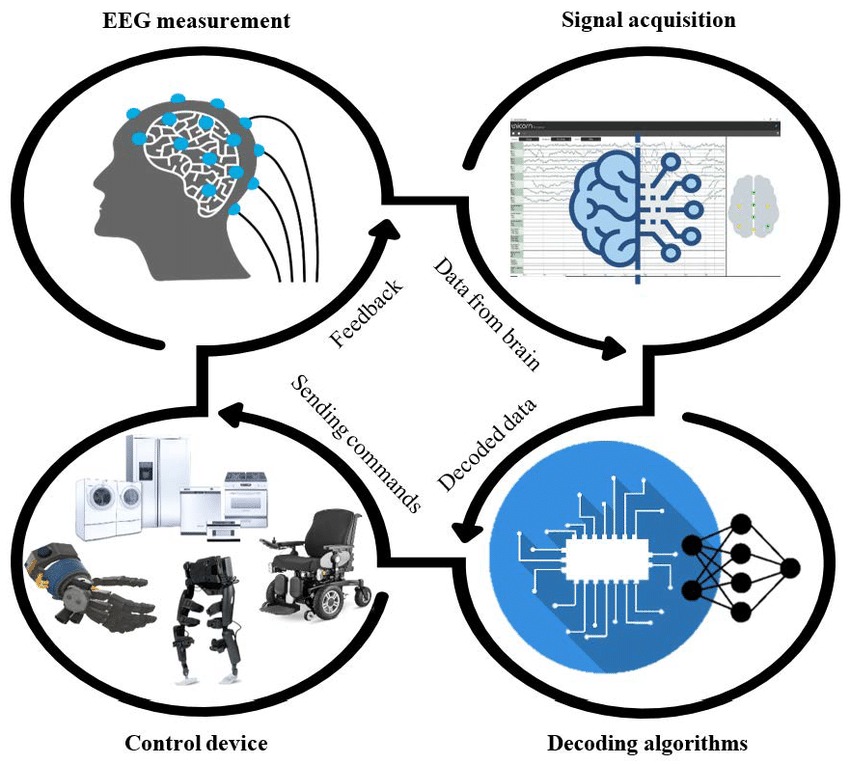 EEG measurement
Signal acquisition
Feedback
Data from brain
Sending commands
Decoded data
Control device
Decoding algorithms